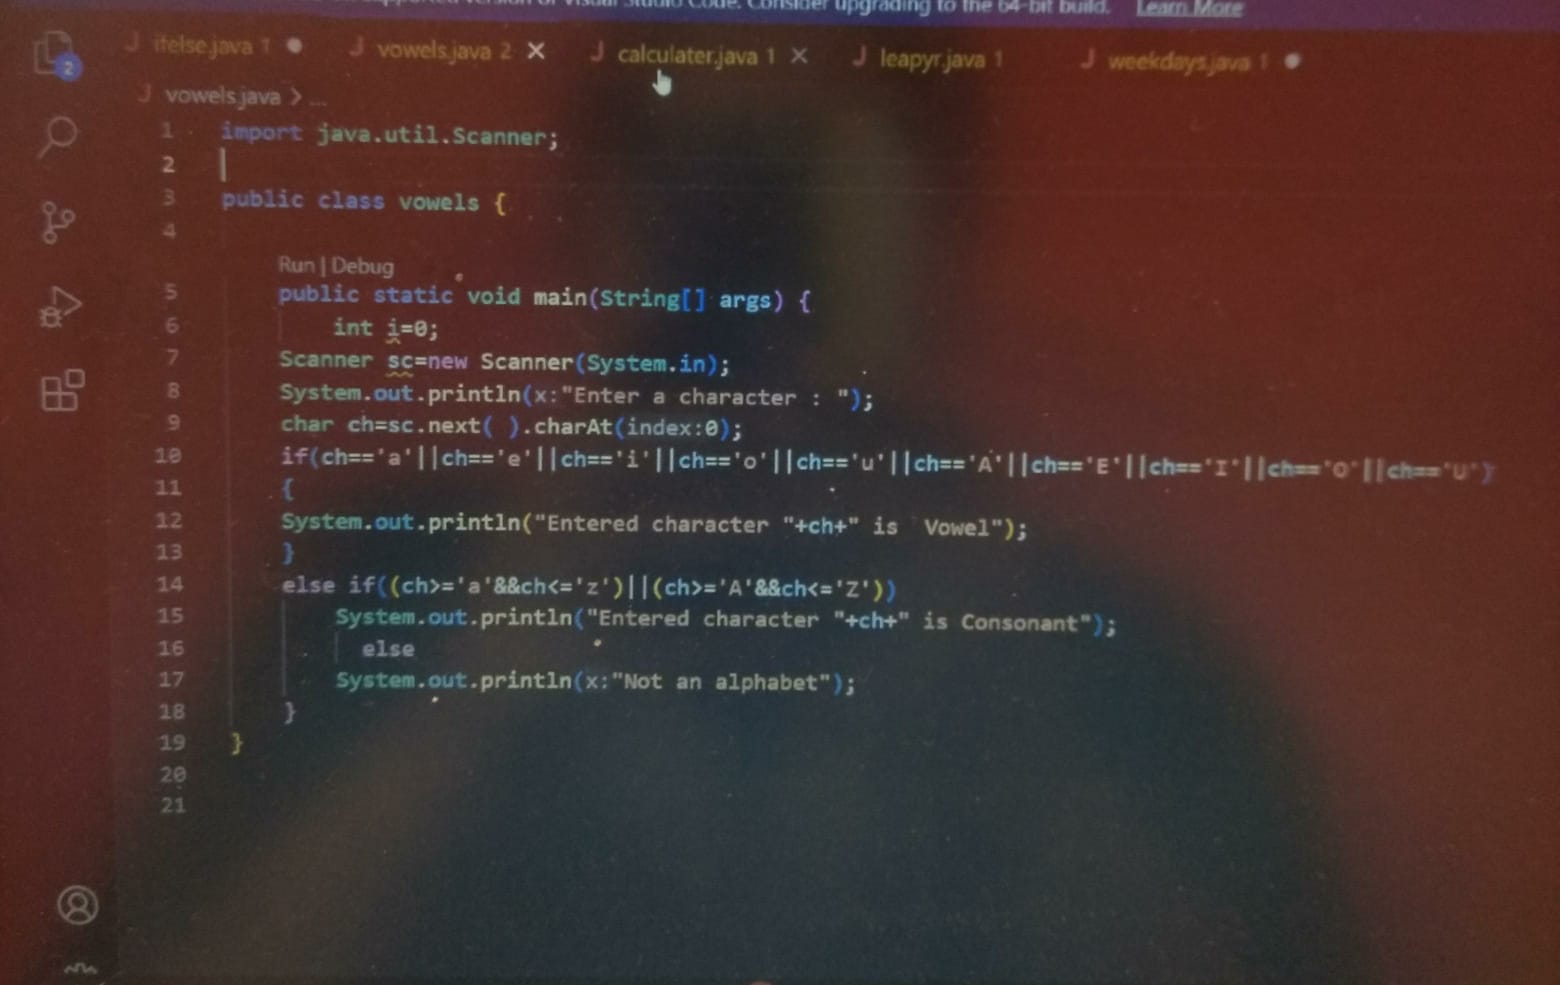 supported version of Visual Studio Code. Consider upgrading to the 64-bit build. Learn More
ifelse.java 1 vowels.java 2 calculater.java 1 leapyr.java 1 weekdays.java 1
2
vowels.java > ...
1 import java.util.Scanner;
2
3 public class vowels {
4
Run | Debug
5 public static void main(String[] args) {
6 int i=0;
7 Scanner sc=new Scanner(System.in);
8 System.out.println(x:"Enter a character : ");
9 char ch=sc.next( ).charAt(index:0);
10 if(ch=='a'||ch=='e'||ch=='i'||ch=='o'||ch=='u'||ch=='A'||ch=='E'||ch=='I'||ch=='O'||ch=='U')
11 {
12 System.out.println("Entered character "+ch+" is  Vowel");
13 }
14 else if((ch>='a'&&ch<='z')||(ch>='A'&&ch<='Z'))
15 System.out.println("Entered character "+ch+" is Consonant");
16 else
17 System.out.println(x:"Not an alphabet");
18 }
19 }
20
21